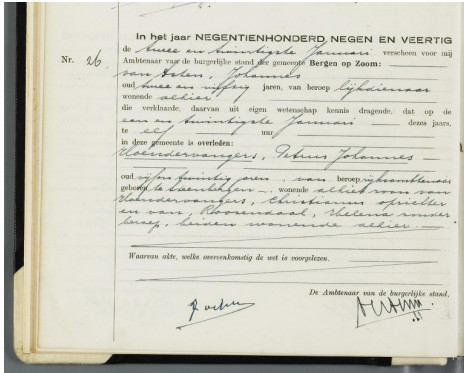 In het jaar NEGENTIENHONDERD NEGEN EN VEERTIG
de twee en twintigste Januari verscheen voor mij
Nr. 26. Ambtenaar van de burgerlijke stand der gemeente Bergen op Zoom:
van Asten, Johannes
oud twee en vijftig jaren, van beroep lijkdienaar
wonende alhier
die verklaarde, daarvan uit eigen wetenschap kennis dragende, dat op de
een en twintigste Januari dezes jaars,
te elf uur
in deze gemeente is overleden:
Hoendervangers, Petrus Johannes
oud vijf en twintig jaren, van beroep rijksambtenaar
geboren te Steenbergen, wonende alhier zoon van
Hoendervangers, Christianus opzichter
en van, Roosendaal, Helena zonder
beroep, beiden wonende alhier.
Waarvan akte, welke overeenkomstig de wet is voorgelezen.
De Ambtenaar van de burgerlijke stand,